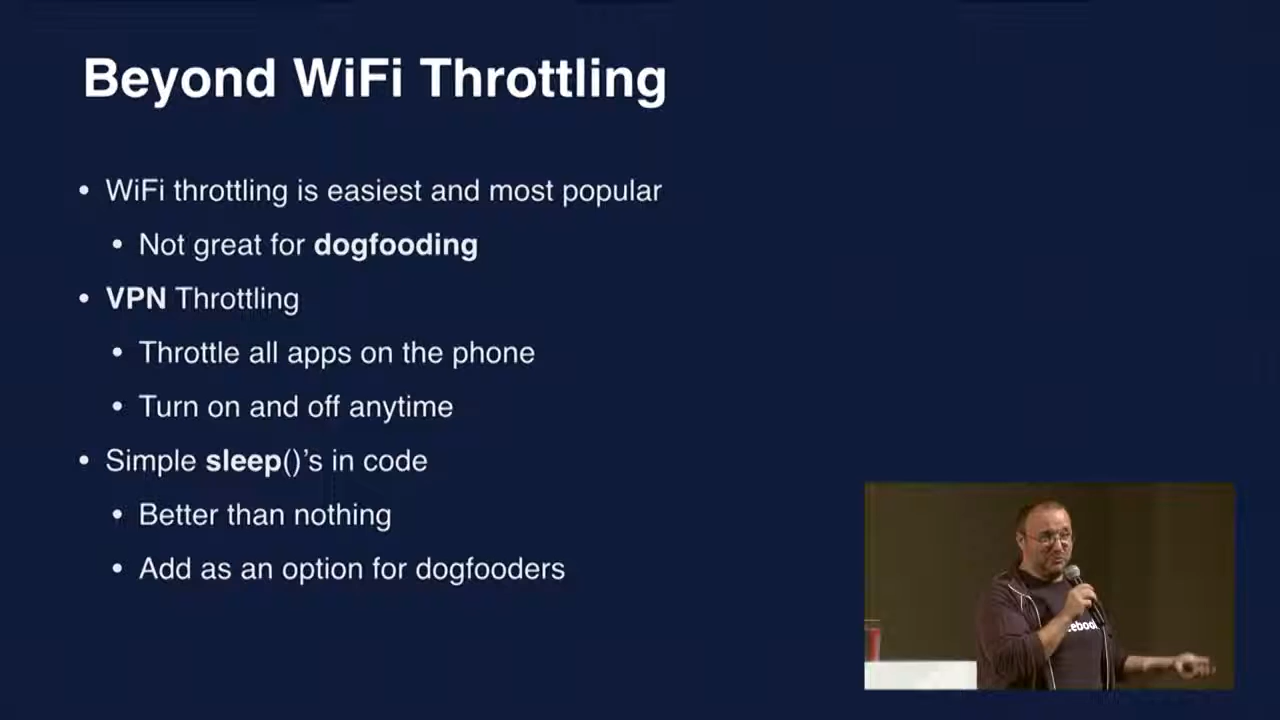 Beyond WiFi Throttling
• WiFi throttling is easiest and most popular
• Not great for dogfooding
• VPN Throttling
• Throttle all apps on the phone
• Turn on and off anytime
• Simple sleep()’s in code
• Better than nothing
• Add as an option for dogfooders
ebook